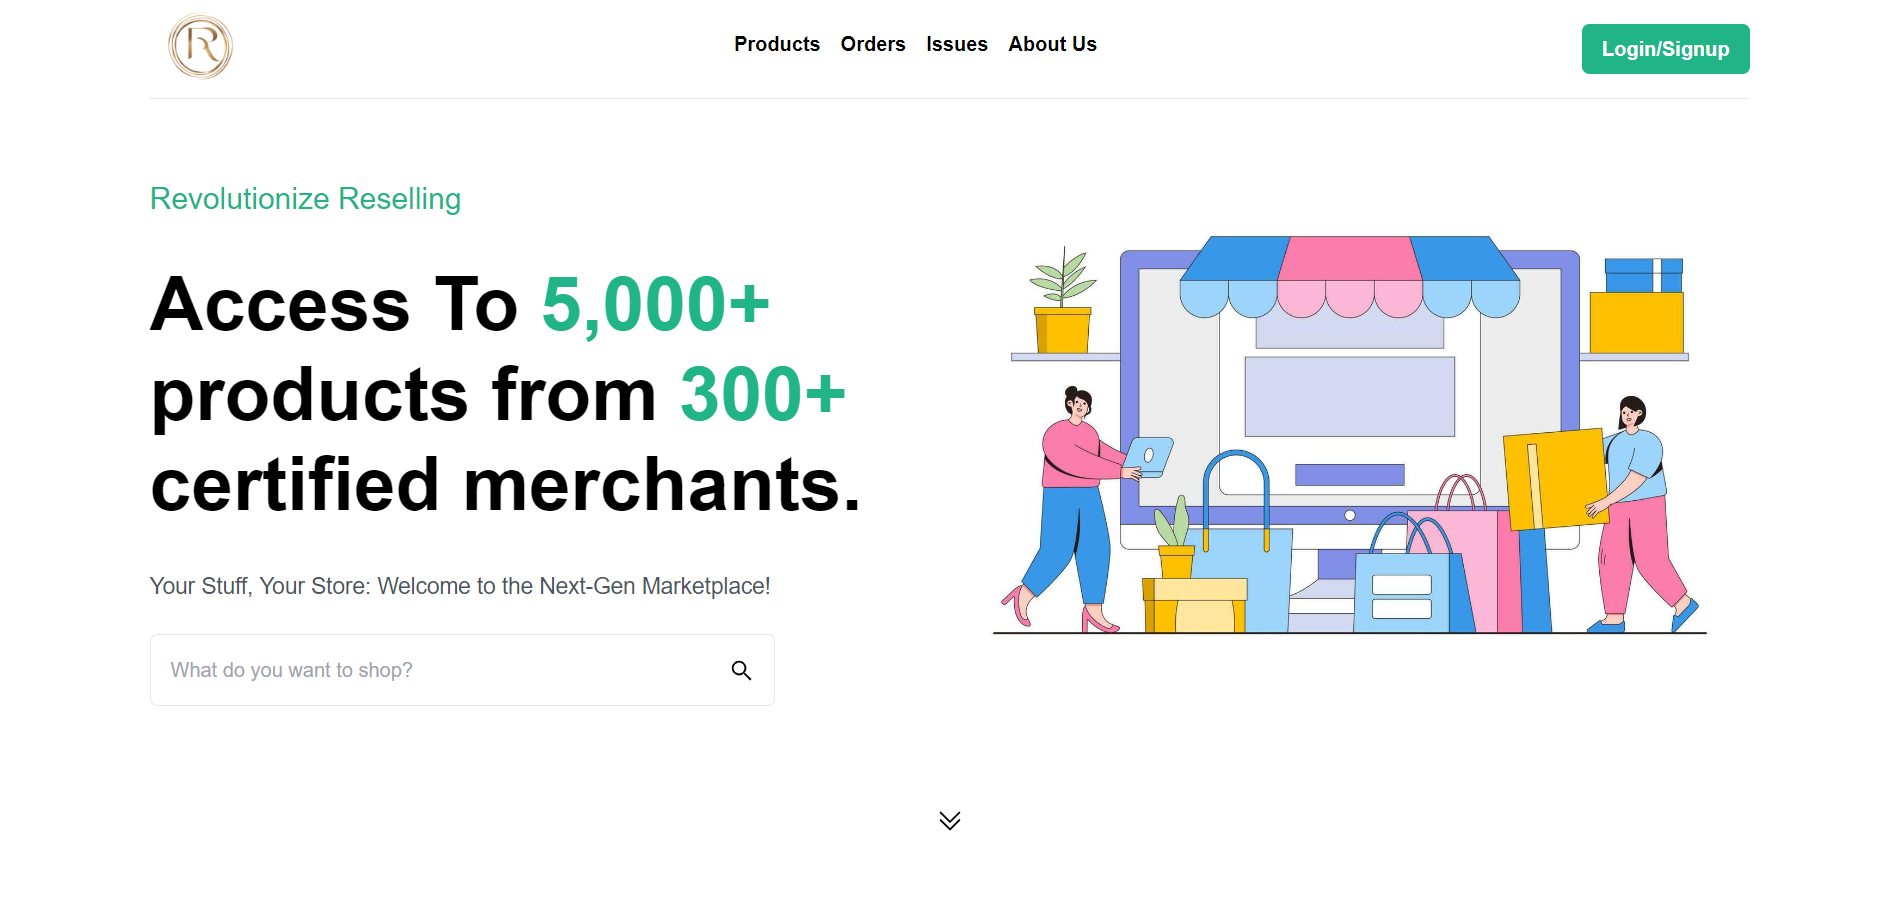 R
Products Orders Issues About Us
Login/Signup
Revolutionize Reselling
Access To 5,000+
products from 300+
certified merchants.
Your Stuff, Your Store: Welcome to the Next-Gen Marketplace!
What do you want to shop?